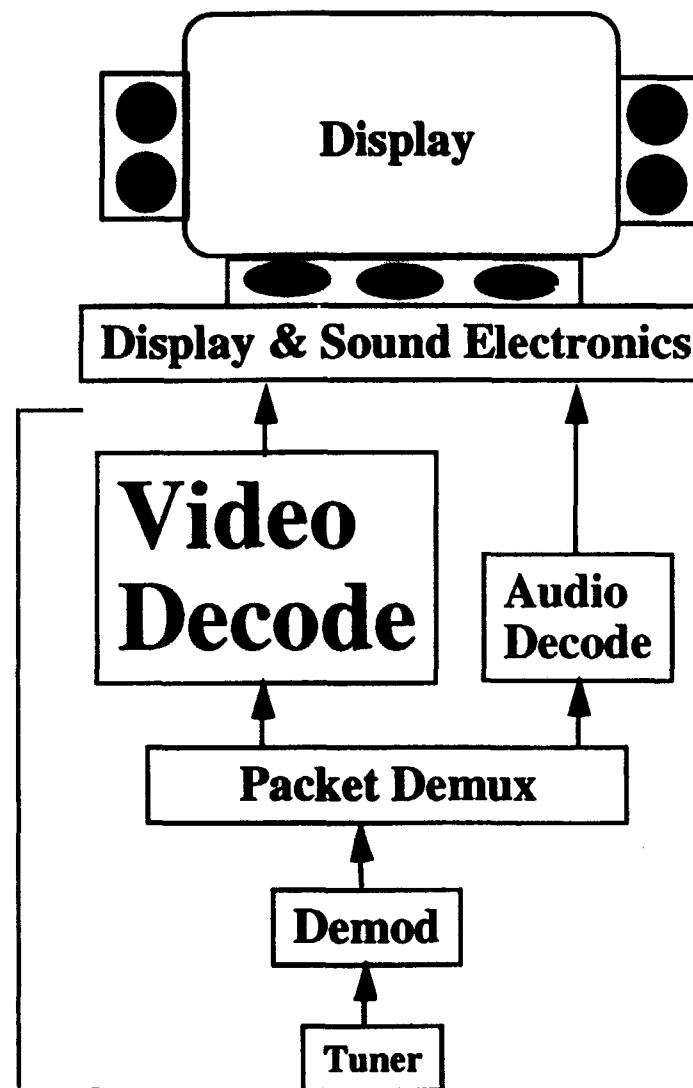 Display
Display & Sound Electronics
Video
Decode
Audio
Decode
Packet Demux
Demod
Tuner